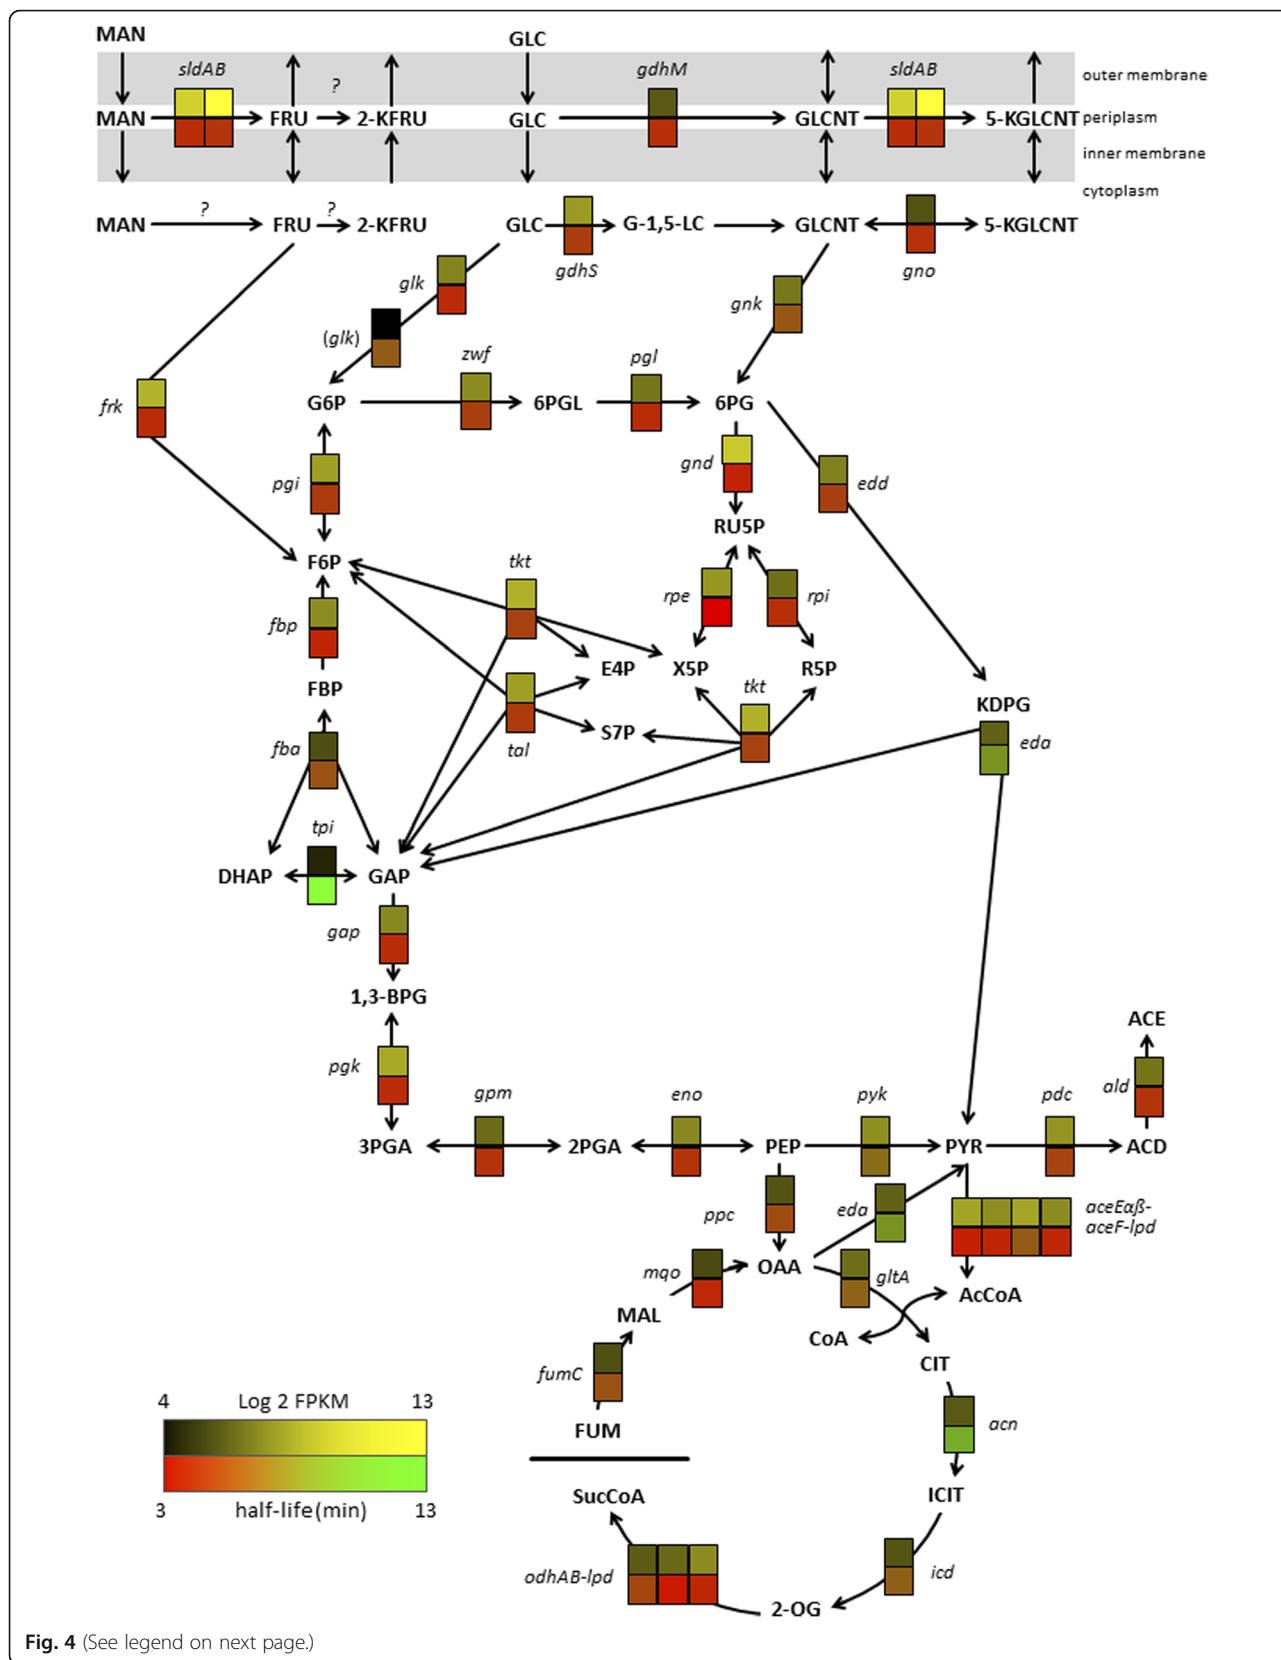 MAN
GLC
sldAB
?
gdhM
sldAB
outer membrane
MAN
FRU
2-KFRU
GLC
GLCNT
5-KGLCNT
periplasm
inner membrane
cytoplasm
?
?
MAN
FRU
2-KFRU
GLC
G-1,5-LC
GLCNT
5-KGLCNT
gdhS
gno
glk
gnk
(glk)
zwf
pgl
frk
G6P
6PGL
6PG
gnd
pgi
edd
RU5P
F6P
tkt
rpe
rpi
fbp
E4P
X5P
R5P
FBP
tkt
KDPG
S7P
fba
tal
eda
tpi
DHAP
GAP
gap
1,3-BPG
ACE
pgk
gpm
eno
pyk
pdc
ald
3PGA
2PGA
PEP
PYR
ACD
ppc
eda
aceEαβ-
aceF-lpd
mqo
OAA
gltA
AcCoA
MAL
CoA
CIT
fumC
4 Log 2 FPKM 13
FUM
acn
SucCoA
ICIT
3 half-life(min) 13
odhAB-lpd
icd
2-OG
Fig. 4 (See legend on next page.)